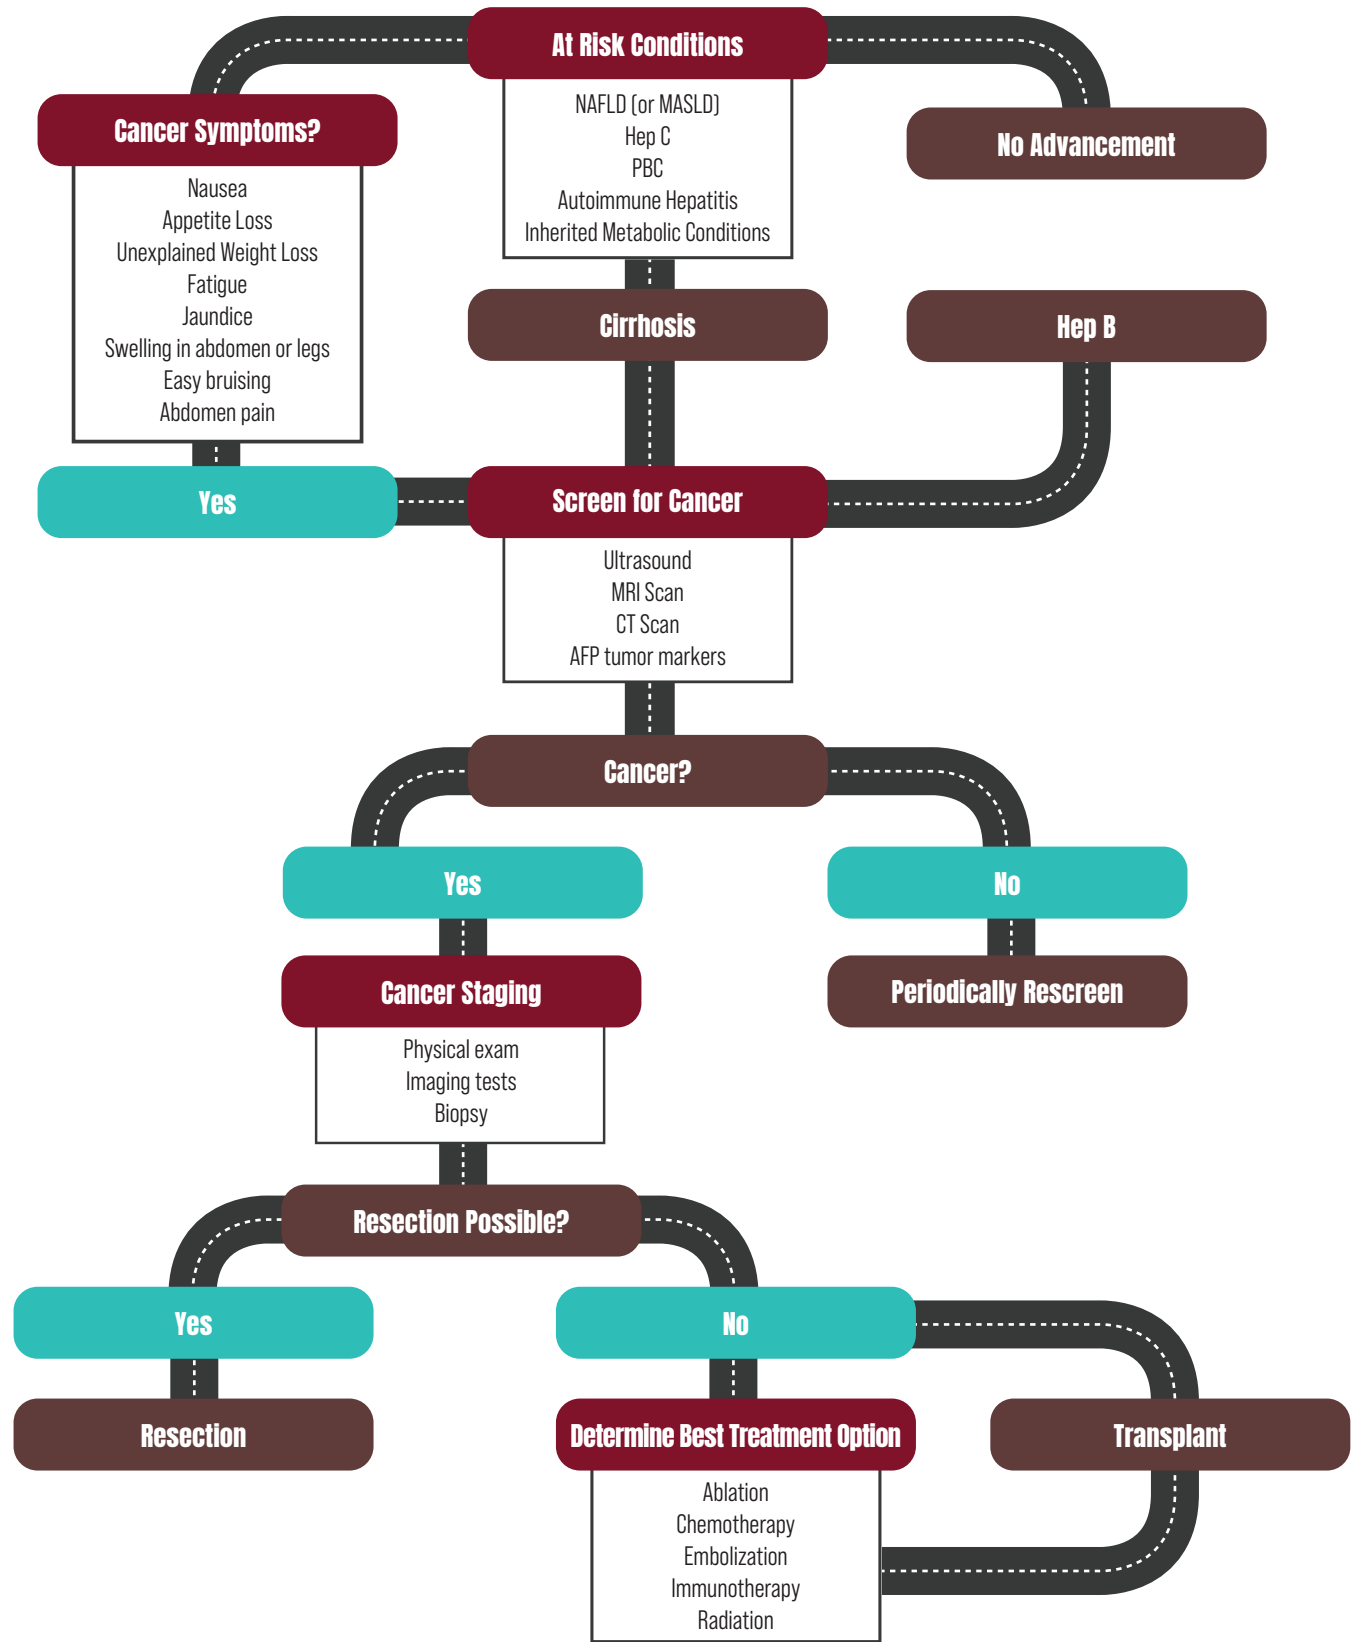 At Risk Conditions
NAFLD (or MASLD)
Hep C
PBC
Autoimmune Hepatitis
Inherited Metabolic Conditions
Cancer Symptoms?
Nausea
Appetite Loss
Unexplained Weight Loss
Fatigue
Jaundice
Swelling in abdomen or legs
Easy bruising
Abdomen pain
No Advancement
Cirrhosis
Hep B
Yes
Screen for Cancer
Ultrasound
MRI Scan
CT Scan
AFP tumor markers
Cancer?
Yes
No
Cancer Staging
Physical exam
Imaging tests
Biopsy
Periodically Rescreen
Resection Possible?
Yes
No
Resection
Determine Best Treatment Option
Ablation
Chemotherapy
Embolization
Immunotherapy
Radiation
Transplant